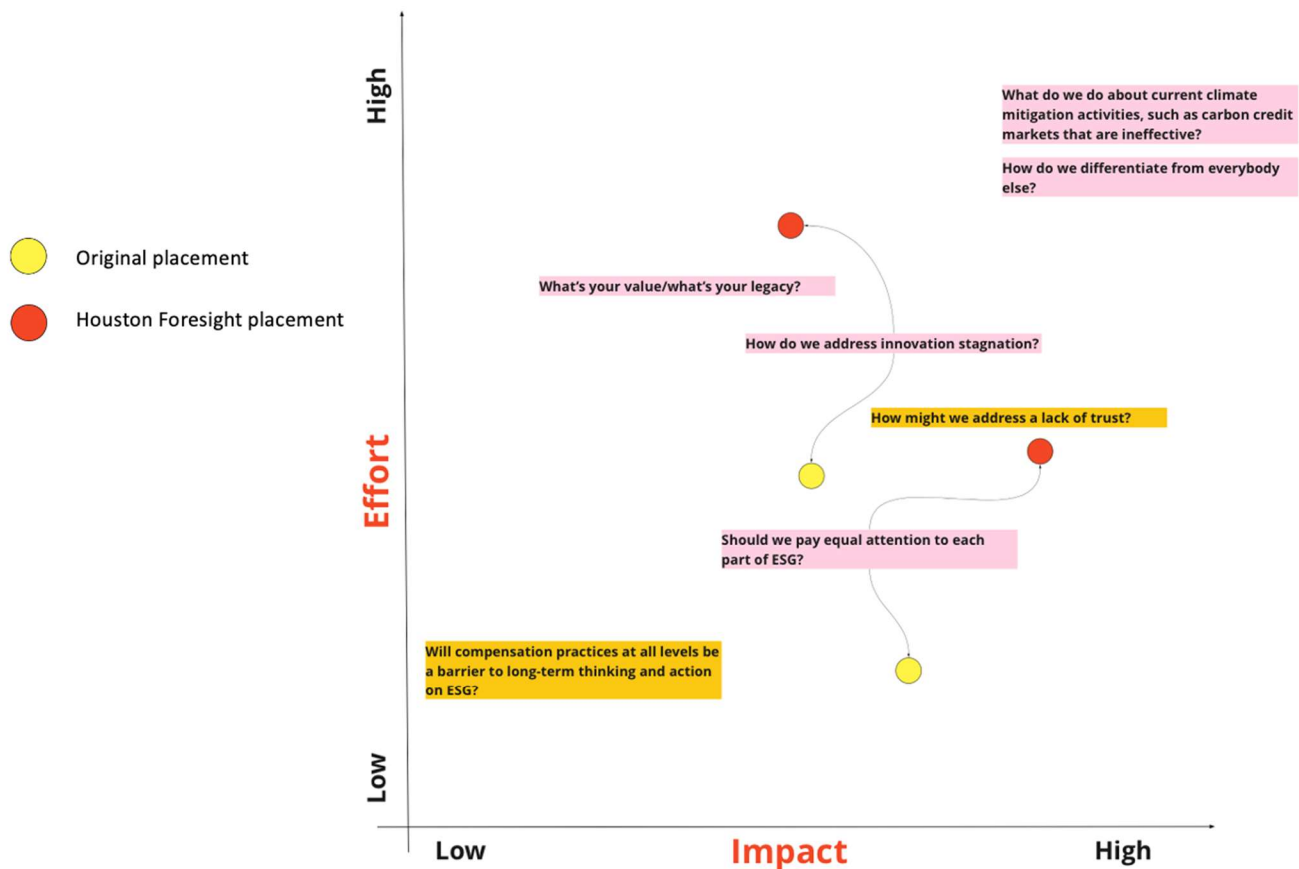 High
What do we do about current climate
mitigation activities, such as carbon credit
markets that are ineffective?
How do we differentiate from everybody
else?
Original placement
Houston Foresight placement
What's your value/what's your legacy?
How do we address innovation stagnation?
How might we address a lack of trust?
Effort
Should we pay equal attention to each
part of ESG?
Will compensation practices at all levels be
a barrier to long-term thinking and action
on ESG?
Low
Low
Impact
High